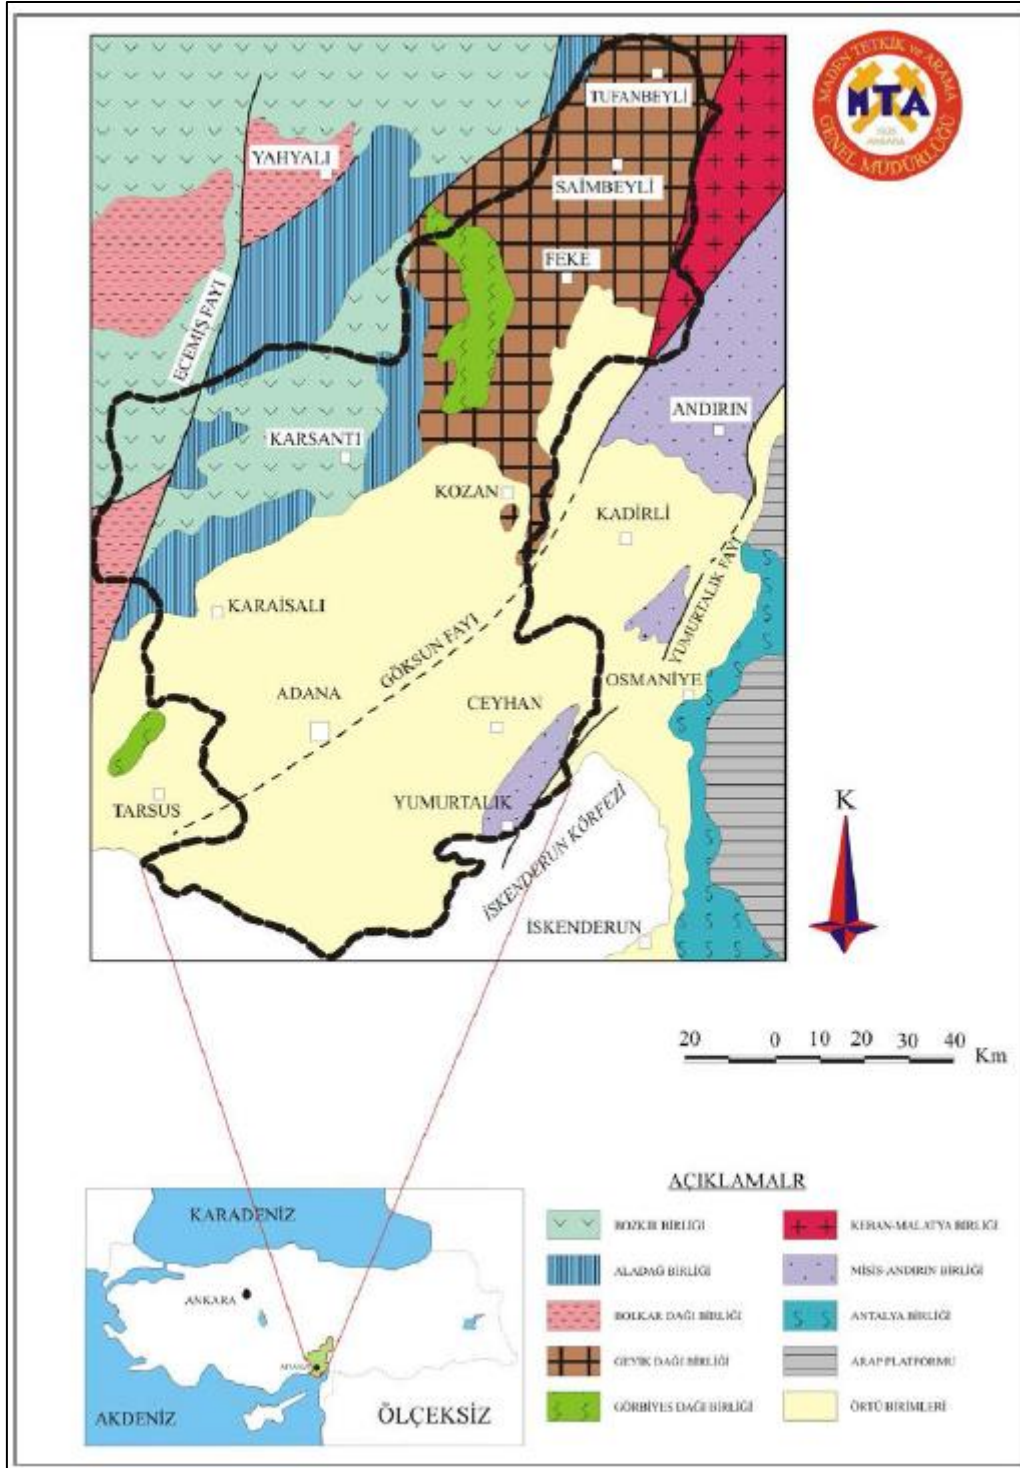 MADEN TETKİK ve ARAMA
MTA
1935
ANKARA
GENEL MÜDÜRLÜĞÜ
TUFANBEYLİ
YAHYALI
SAİMBEYLİ
FEKE
ECEMİŞ FAYI
ANDIRIN
KARSANTI
KOZAN
KADİRLİ
YUMURTALIK FAYI
KARAİSALI
GÖKSUN FAYI
OSMANİYE
ADANA
CEYHAN
TARSUS
YUMURTALIK
İSKENDERUN KÖRFEZİ
İSKENDERUN
K
20 0 10 20 30 40 Km
AÇIKLAMALR
BOZKIR BİRLİĞİ
ALADAĞ BİRLİĞİ
BOLKAR DAĞI BİRLİĞİ
GEYİK DAĞI BİRLİĞİ
GÖRBİYES DAĞI BİRLİĞİ
KEBAN-MALATYA BİRLİĞİ
MİSİS-ANDIRIN BİRLİĞİ
ANTALYA BİRLİĞİ
ARAP PLATFORMU
ÖRTÜ BİRİMLERİ
KARADENİZ
ANKARA
ADANA
AKDENİZ
ÖLÇEKSİZ